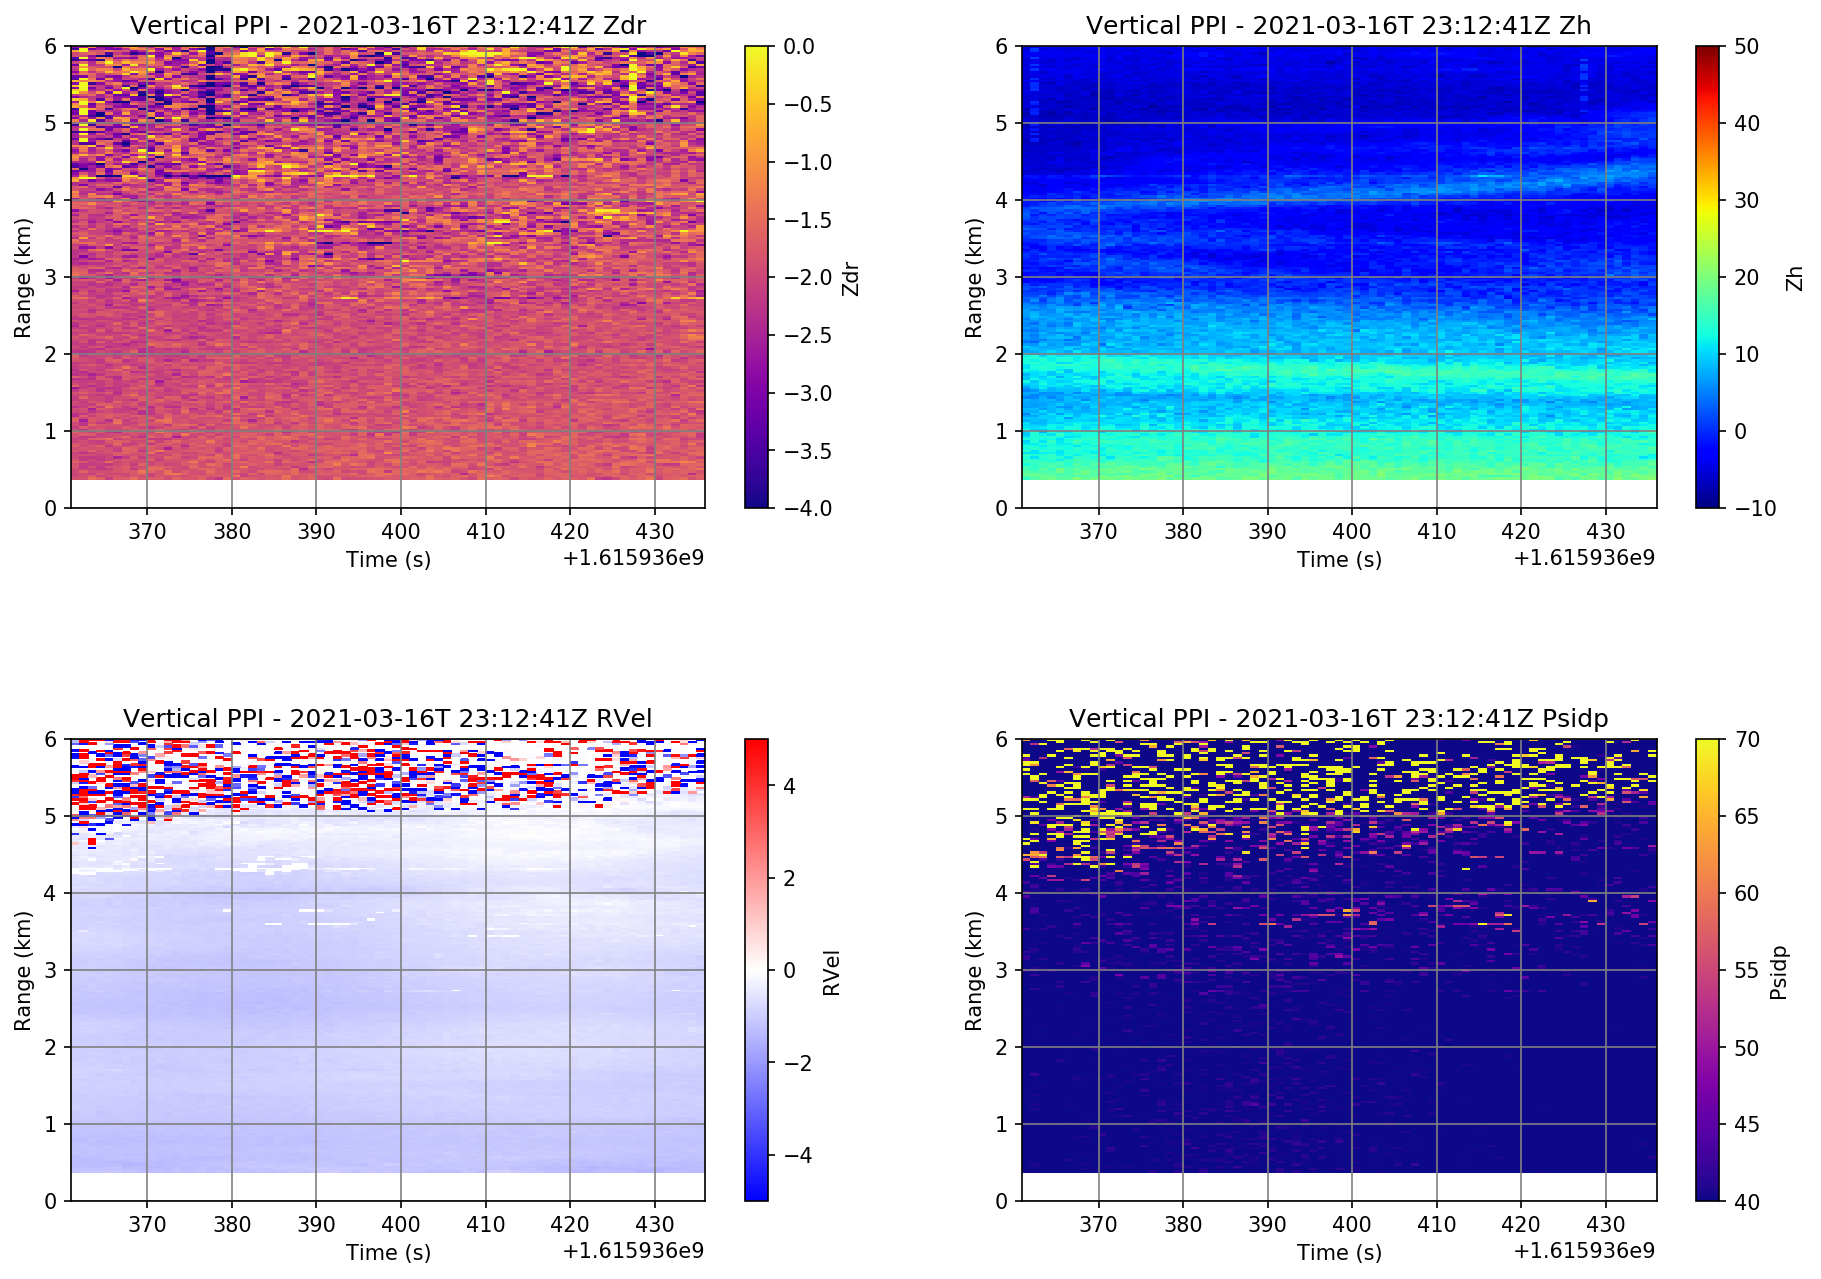 Vertical PPI - 2021-03-16T 23:12:41Z Zdr
6
5
4
3
2
1
0
Range (km)
370 380 390 400 410 420 430
Time (s)
+1.615936e9
0.0
−0.5
−1.0
−1.5
−2.0
−2.5
−3.0
−3.5
−4.0
Zdr
Vertical PPI - 2021-03-16T 23:12:41Z Zh
6
5
4
3
2
1
0
Range (km)
370 380 390 400 410 420 430
Time (s)
+1.615936e9
50
40
30
20
10
0
−10
Zh
Vertical PPI - 2021-03-16T 23:12:41Z RVel
6
5
4
3
2
1
0
Range (km)
370 380 390 400 410 420 430
Time (s)
+1.615936e9
4
2
0
−2
−4
RVel
Vertical PPI - 2021-03-16T 23:12:41Z Psidp
6
5
4
3
2
1
0
Range (km)
370 380 390 400 410 420 430
Time (s)
+1.615936e9
70
65
60
55
50
45
40
Psidp